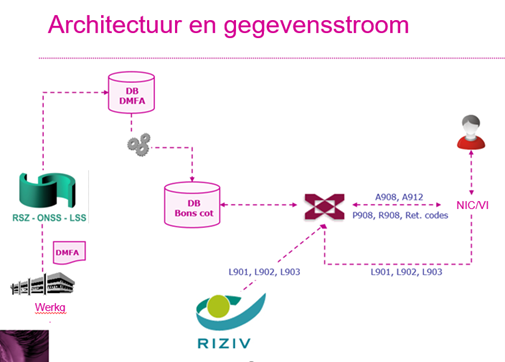 Architectuur en gegevensstroom
DB
DMFA
RSZ - ONSS - LSS
DB
Bons cot
A908, A912
P908, R908, Ret. codes
NIC/VI
DMFA
L901, L902, L903
L901, L902, L903
Werkg
RIZIV